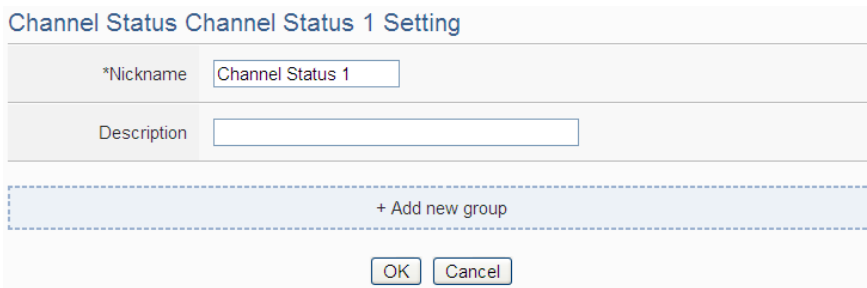 Channel Status Channel Status 1 Setting
*Nickname Channel Status 1
Description
+ Add new group
OK Cancel